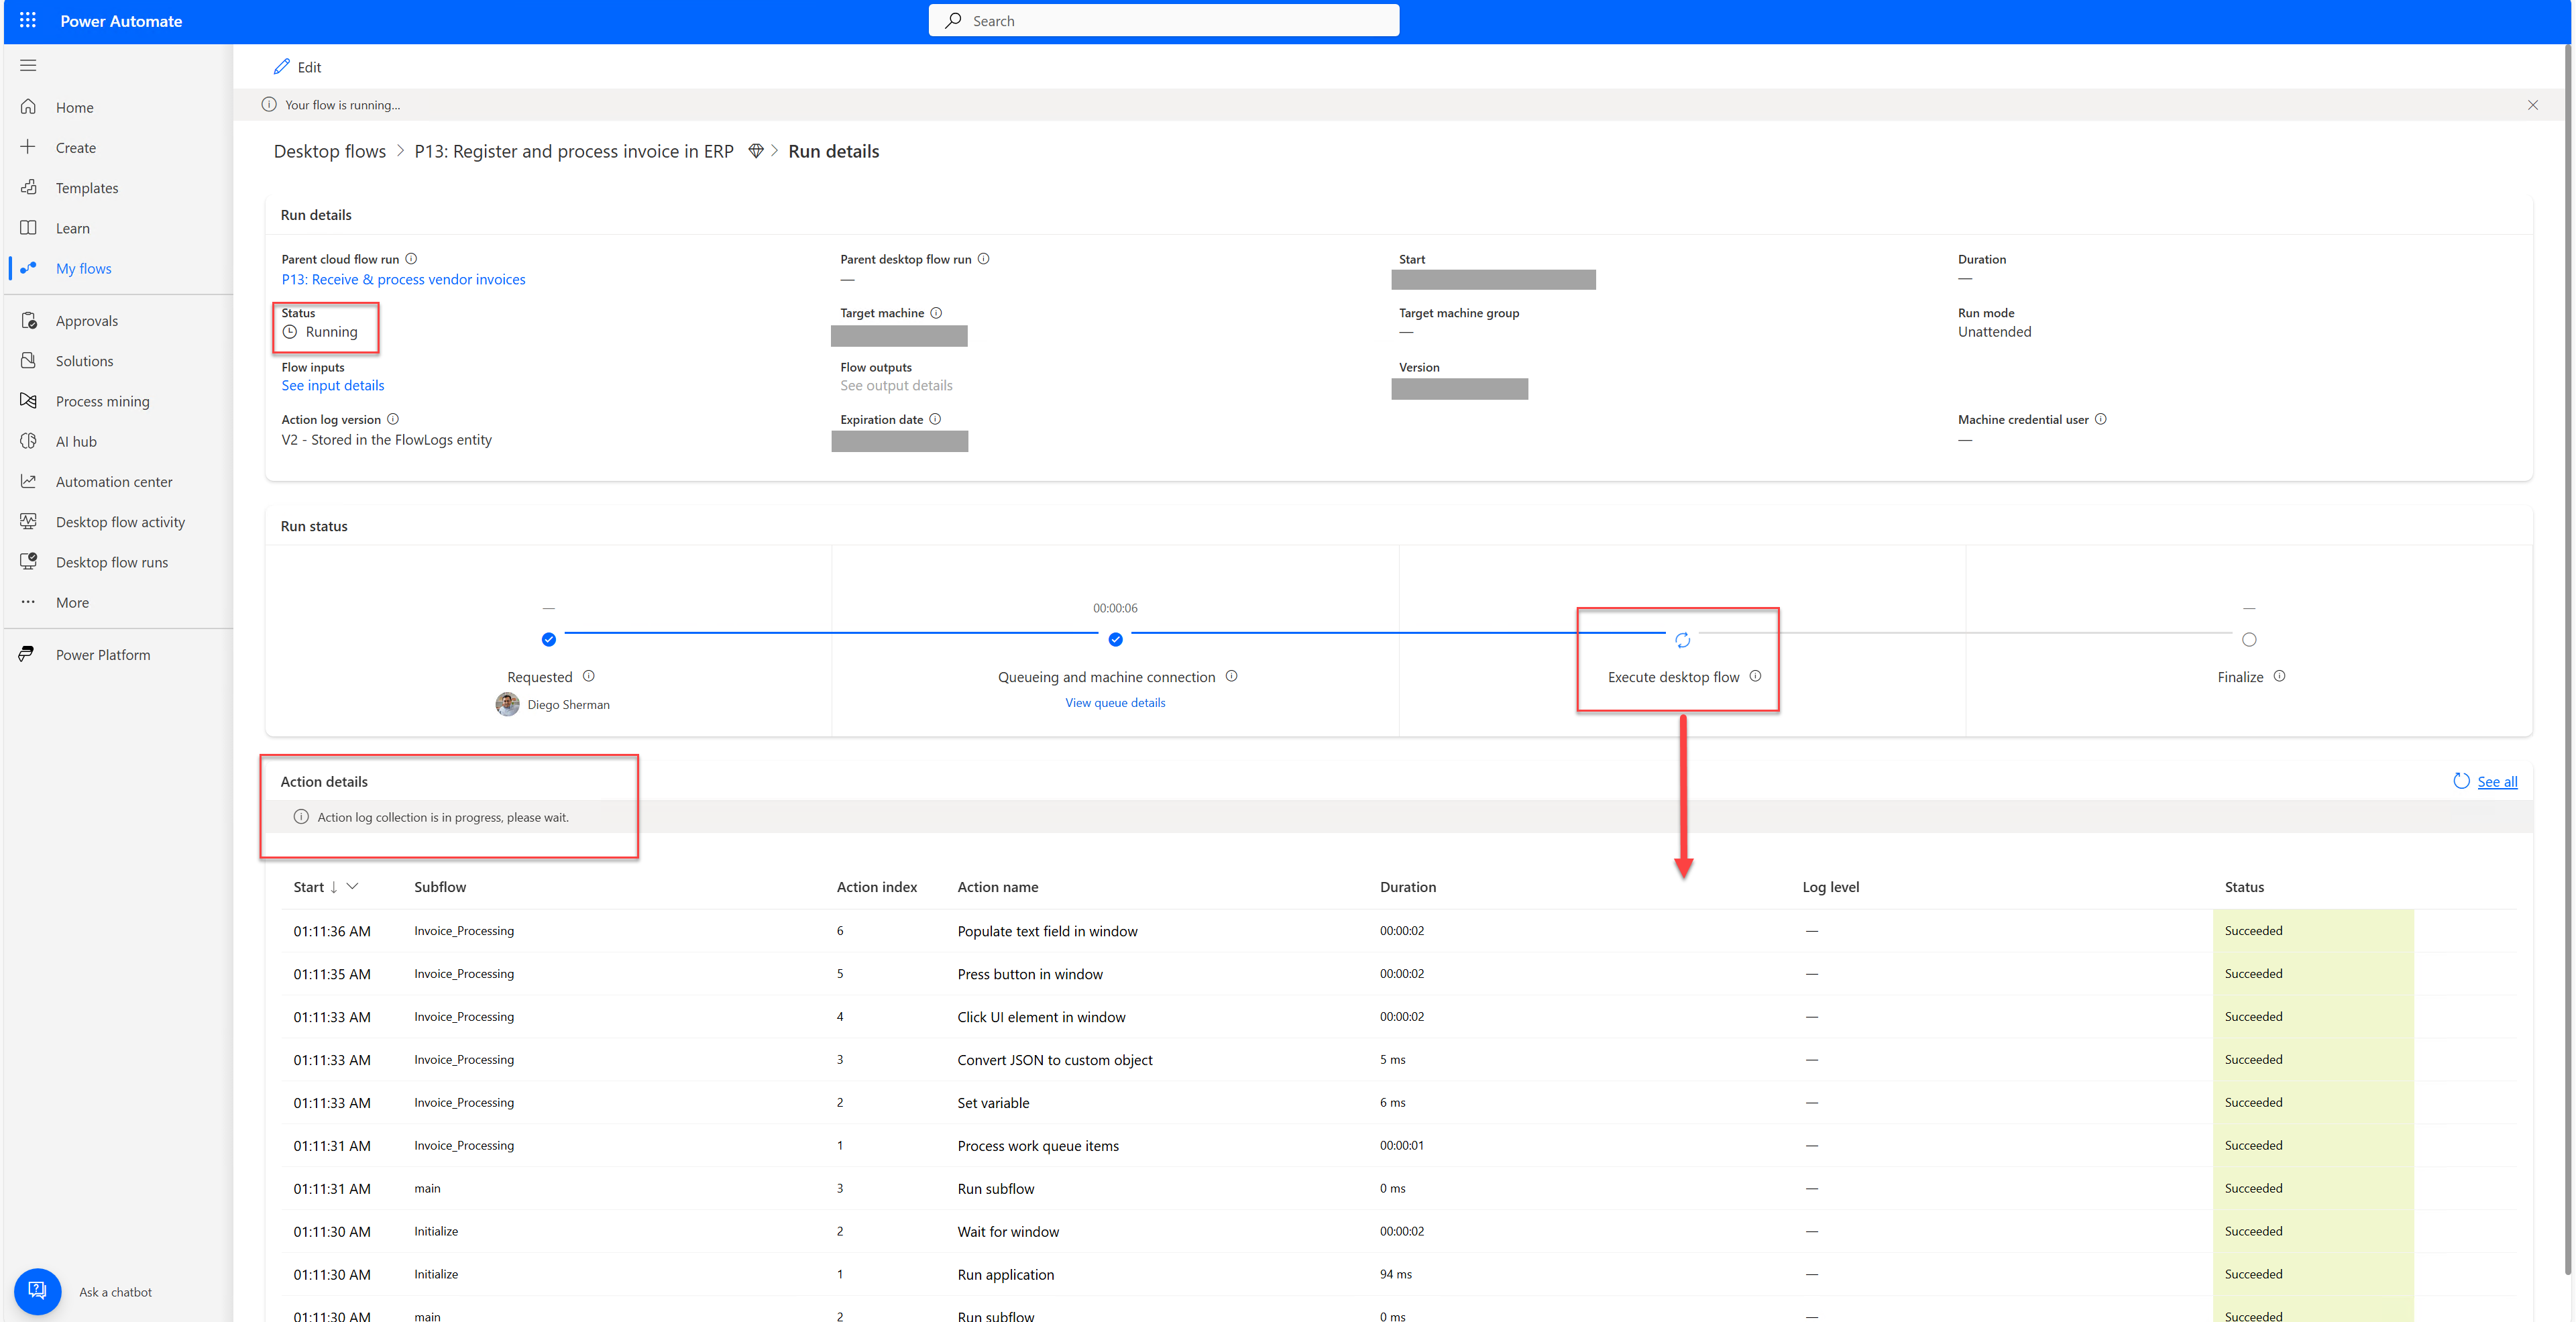 Power Automate
Search
Edit
Your flow is running...
Home
Create
Templates
Learn
My flows
Approvals
Solutions
Process mining
AI hub
Automation center
Desktop flow activity
Desktop flow runs
More
Power Platform
Ask a chatbot
Desktop flows > P13: Register and process invoice in ERP > Run details
Run details
Parent cloud flow run
P13: Receive & process vendor invoices
Parent desktop flow run
—
Start
Duration
—
Status
Running
Target machine
Target machine group
—
Run mode
Unattended
Flow inputs
See input details
Flow outputs
See output details
Version
Action log version
V2 - Stored in the FlowLogs entity
Expiration date
Machine credential user
—
Run status
—
Requested
Diego Sherman
00:00:06
Queueing and machine connection
View queue details
Execute desktop flow
—
Finalize
Action details
See all
Action log collection is in progress, please wait.
Start ↓ Subflow Action index Action name Duration Log level Status
01:11:36 AM Invoice_Processing 6 Populate text field in window 00:00:02 — Succeeded
01:11:35 AM Invoice_Processing 5 Press button in window 00:00:02 — Succeeded
01:11:33 AM Invoice_Processing 4 Click UI element in window 00:00:02 — Succeeded
01:11:33 AM Invoice_Processing 3 Convert JSON to custom object 5 ms — Succeeded
01:11:33 AM Invoice_Processing 2 Set variable 6 ms — Succeeded
01:11:31 AM Invoice_Processing 1 Process work queue items 00:00:01 — Succeeded
01:11:31 AM main 3 Run subflow 0 ms — Succeeded
01:11:30 AM Initialize 2 Wait for window 00:00:02 — Succeeded
01:11:30 AM Initialize 1 Run application 94 ms — Succeeded
01:11:30 AM main 2 Run subflow 0 ms — Succeeded